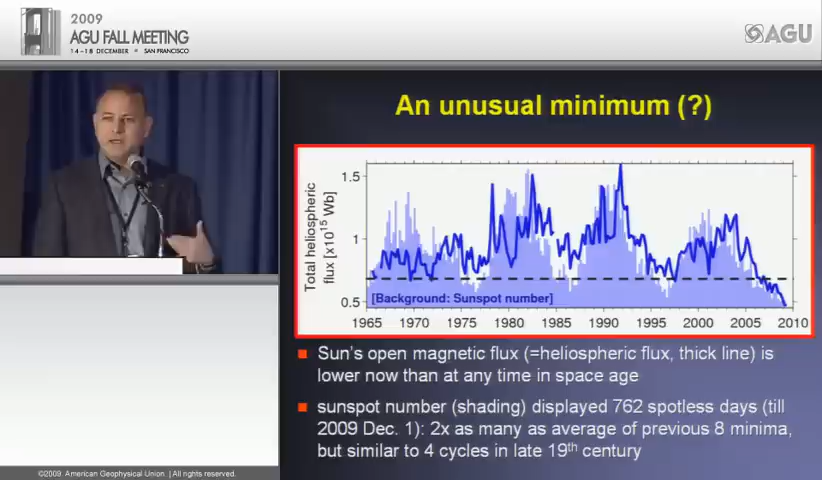 2009
AGU FALL MEETING
14–18 DECEMBER • SAN FRANCISCO
AGU
An unusual minimum (?)
Total heliospheric
flux [x10¹⁵ Wb]
1.5
1
0.5
[Background: Sunspot number]
1965 1970 1975 1980 1985 1990 1995 2000 2005 2010
Sun's open magnetic flux (=heliospheric flux, thick line) is
lower now than at any time in space age
sunspot number (shading) displayed 762 spotless days (till
2009 Dec. 1): 2x as many as average of previous 8 minima,
but similar to 4 cycles in late 19th century
©2009. American Geophysical Union. | All rights reserved.